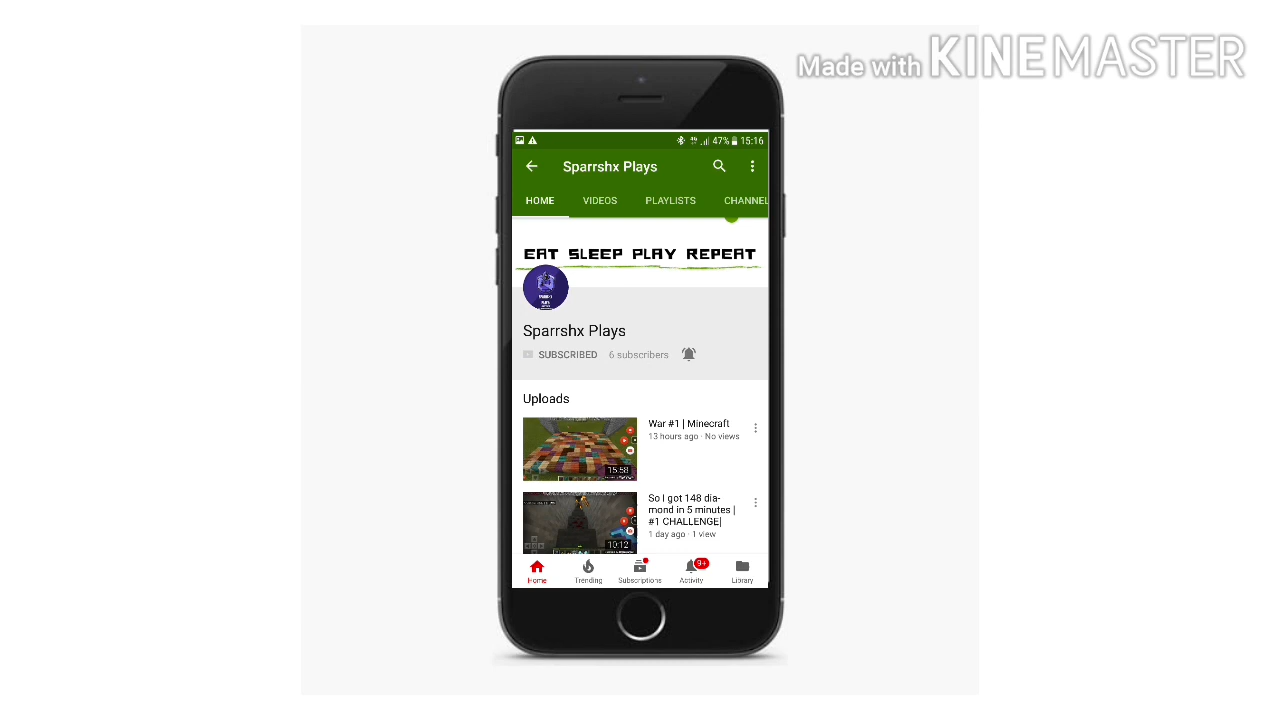 Made with KINEMASTER
47% 15:16
Sparrshx Plays
HOME VIDEOS PLAYLISTS CHANNEL
EAT SLEEP PLAY REPEAT
Sparrshx Plays
SUBSCRIBED 6 subscribers
Uploads
War #1 | Minecraft
13 hours ago · No views
15:58
So I got 148 dia-
mond in 5 minutes |
#1 CHALLENGE|
1 day ago · 1 view
10:12
9+
Home Trending Subscriptions Activity Library